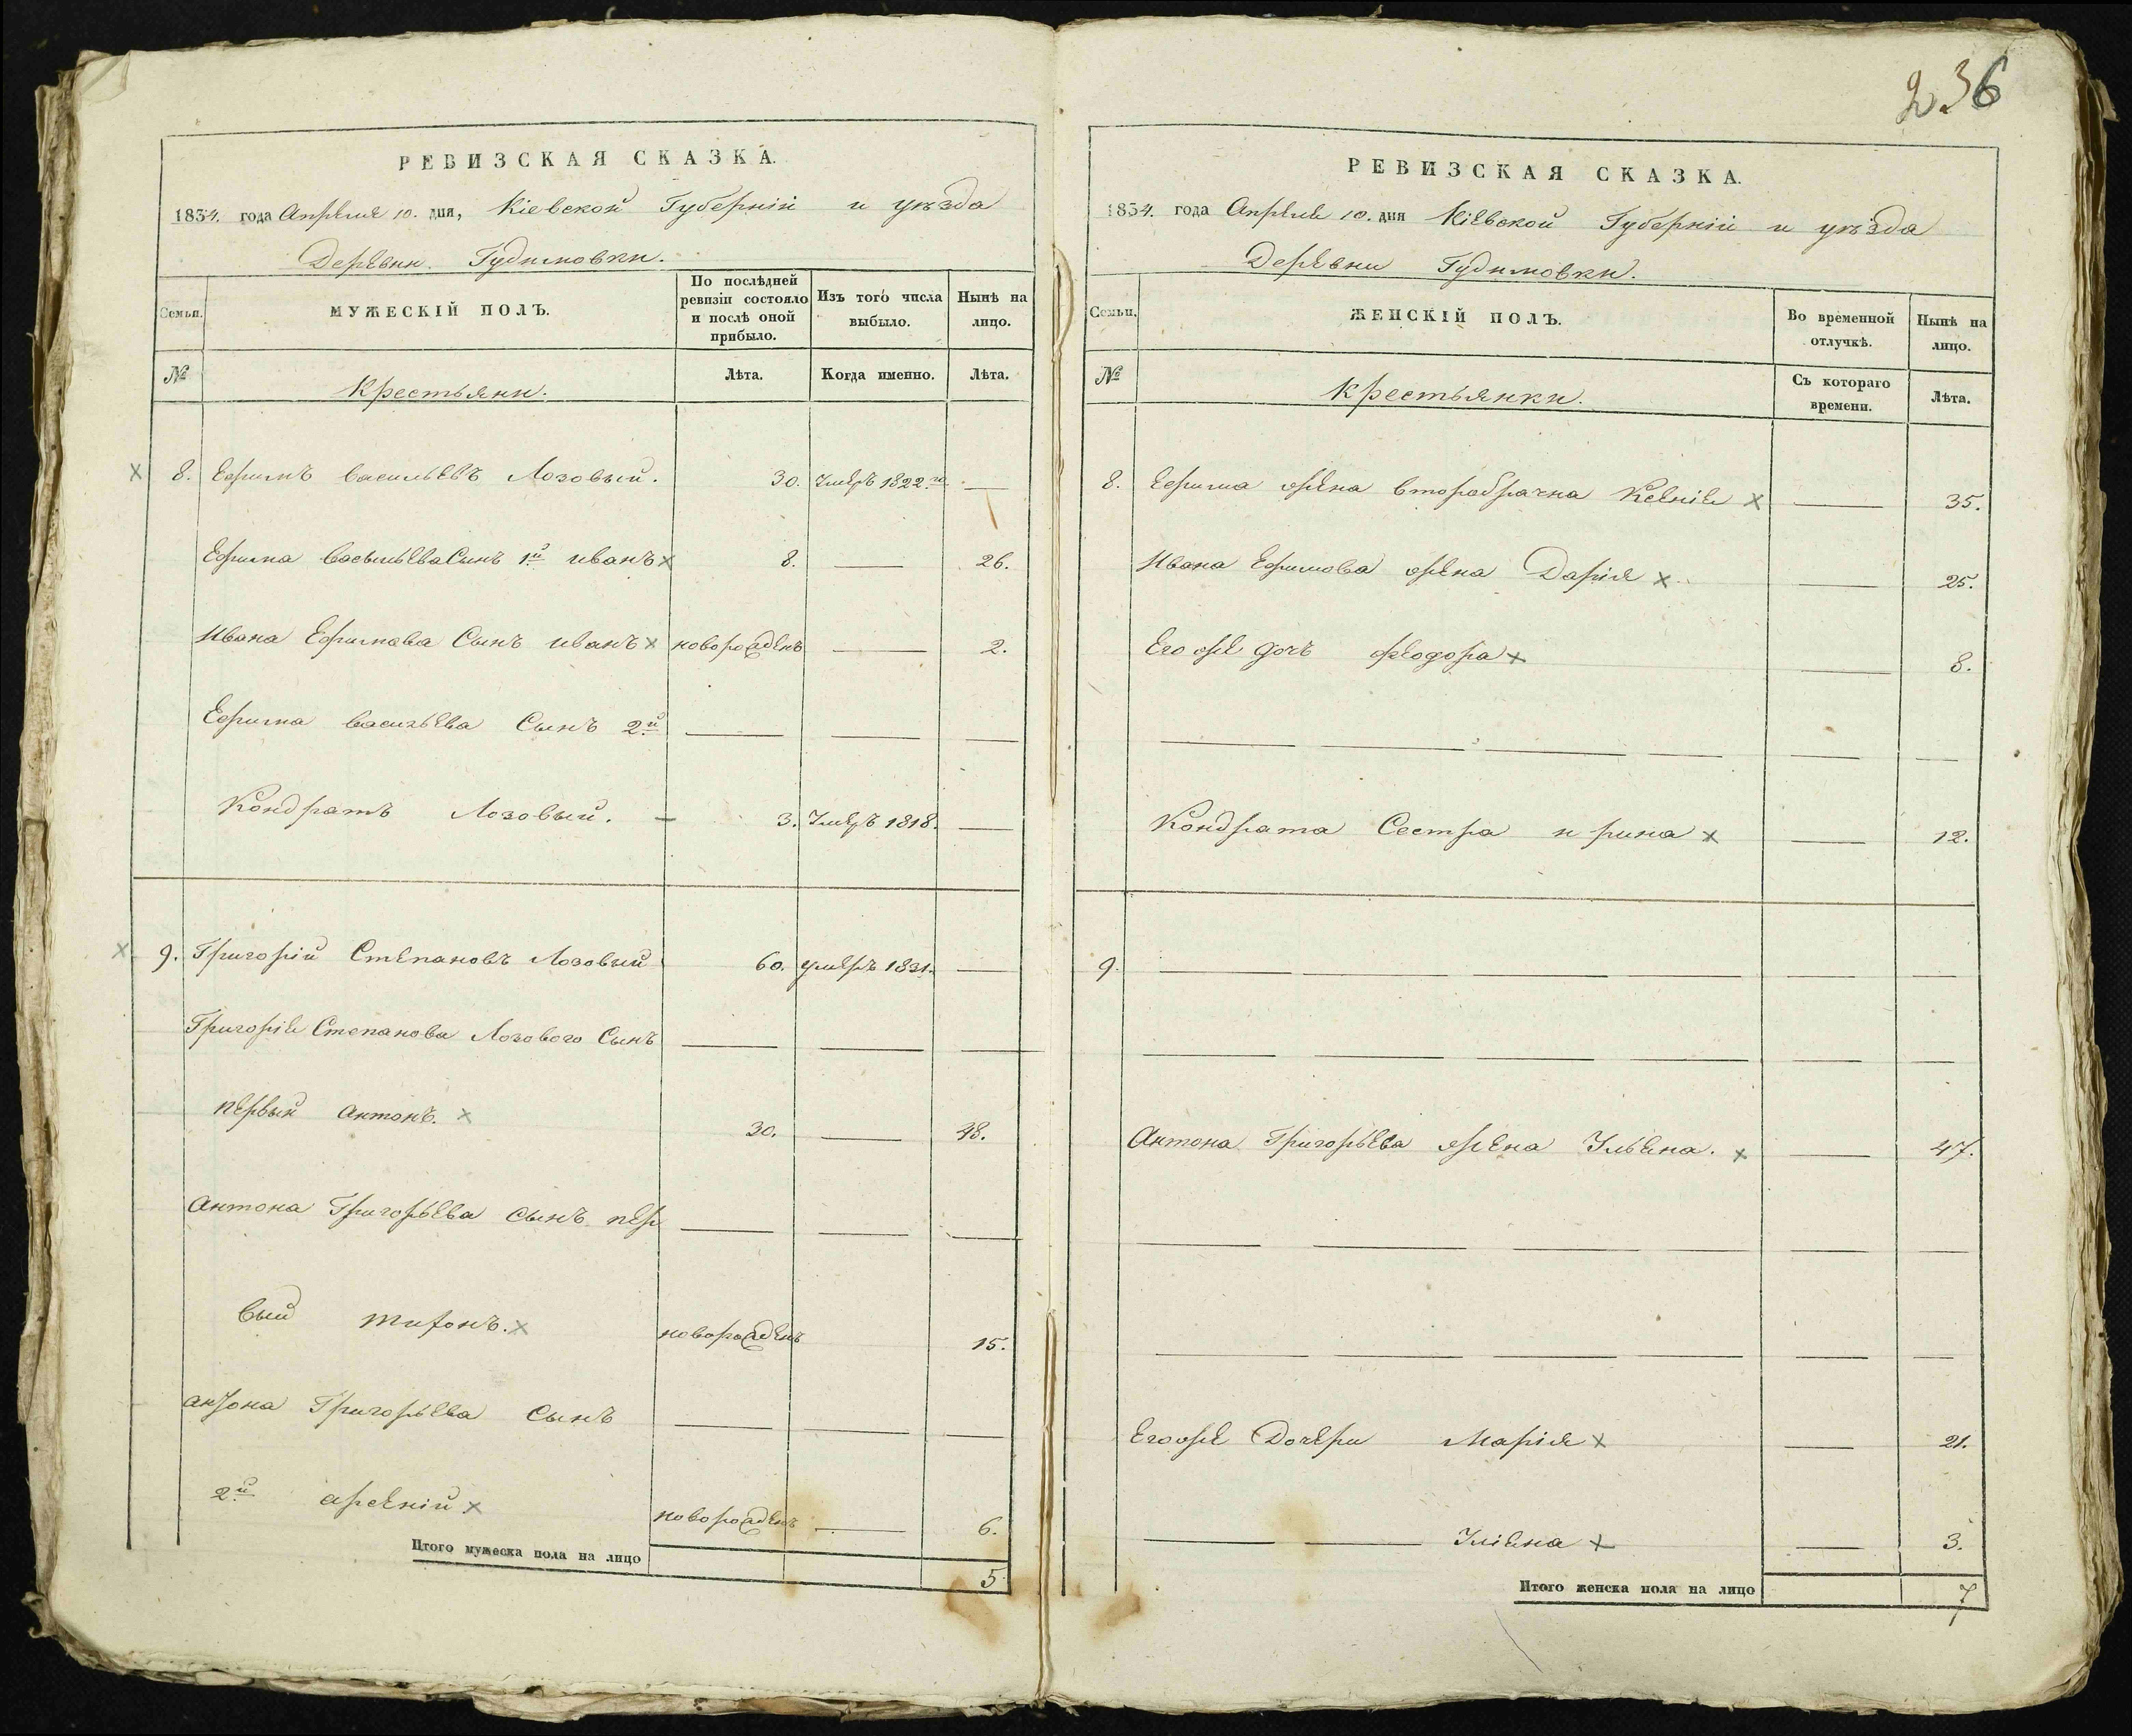 236
РЕВИЗСКАЯ СКАЗКА.
1834. года Апреля 10. дня, Кіевской Губерніи и уѣзда
Деревни Гудимовки.
Семьи.
МУЖЕСКІЙ ПОЛЪ.
По послѣдней ревизіи состояло и послѣ оной прибыло.
Изъ того числа выбыло.
Нынѣ на лицо.
№
Крестьяни.
Лѣта.
Когда именно.
Лѣта.
8. Ефимъ васильевъ Лозовый. 30. Умеръ 1822го —
Ефима васильева Сынъ 1й иванъ 8. — 26.
Ивана Ефимова Сынъ иванъ новорожденъ — 2.
Ефима васильева Сынъ 2й — — —
Кондратъ Лозовый. — 3. Умеръ 1818. —
9. Григорій Степановъ Лозовый 60. умеръ 1831. —
Григорія Степанова Лозового Сынъ — — —
первый антонъ. 30. — 48.
антона Григорьева сынъ пер — — —
вый тихонъ. новорожденъ 15.
антона Григорьева Сынъ — — —
2й арсеній новорожденъ — 6.
Итого мужеска пола на лицо 5
РЕВИЗСКАЯ СКАЗКА.
1834. года Апреля 10. дня Кіевской Губерніи и уѣзда
Деревни Гудимовки.
Семьи.
ЖЕНСКІЙ ПОЛЪ.
Во временной отлучкѣ.
Нынѣ на лицо.
№
Крестьянки.
Съ котораго времени.
Лѣта.
8. Ефима жена второбрачна Ксенія — 35.
Ивана Ефимова жена Дарія — 25.
Его же дочь феодора — 8.
— — — — — —
Кондрата Сестра ирина — 12.
9. — — — — — —
— — — — — —
Антона Григорьева жена Ульяна. — 47.
— — — — — —
— — — — — —
Его же Дочери Марія — 21.
— — Уліяна — 3.
Итого женска пола на лицо 7